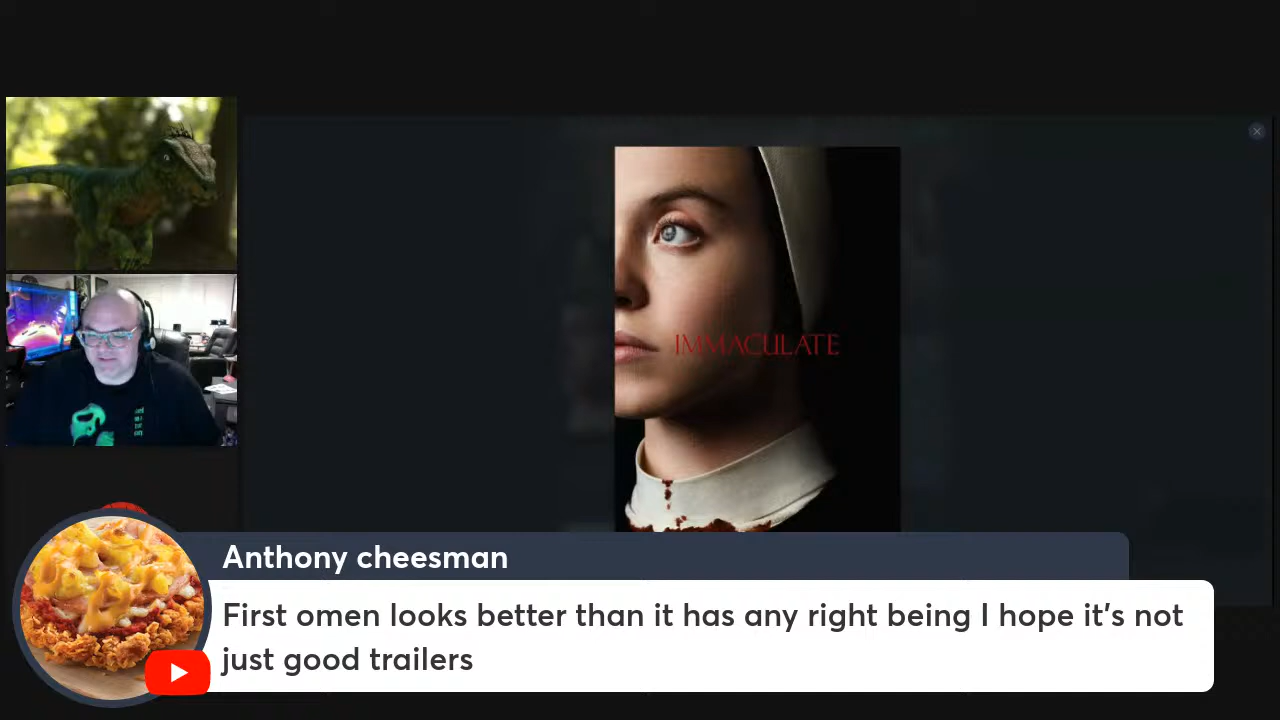 IMMACULATE
Anthony cheesman
First omen looks better than it has any right being I hope it's not
just good trailers